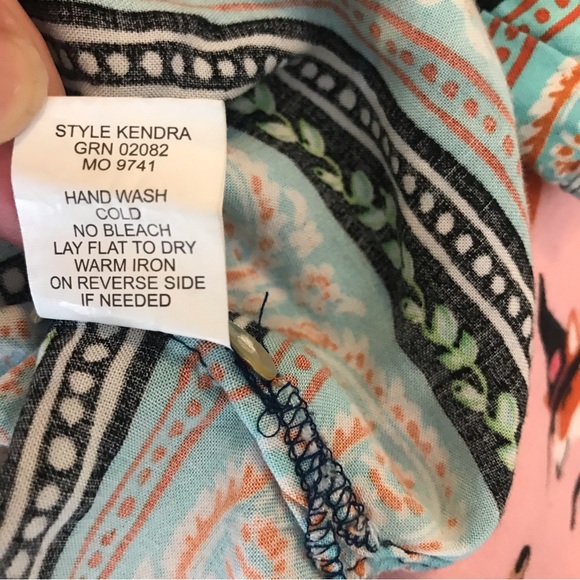 STYLE KENDRA
GRN 02082
MO 9741
HAND WASH
COLD
NO BLEACH
LAY FLAT TO DRY
WARM IRON
ON REVERSE SIDE
IF NEEDED